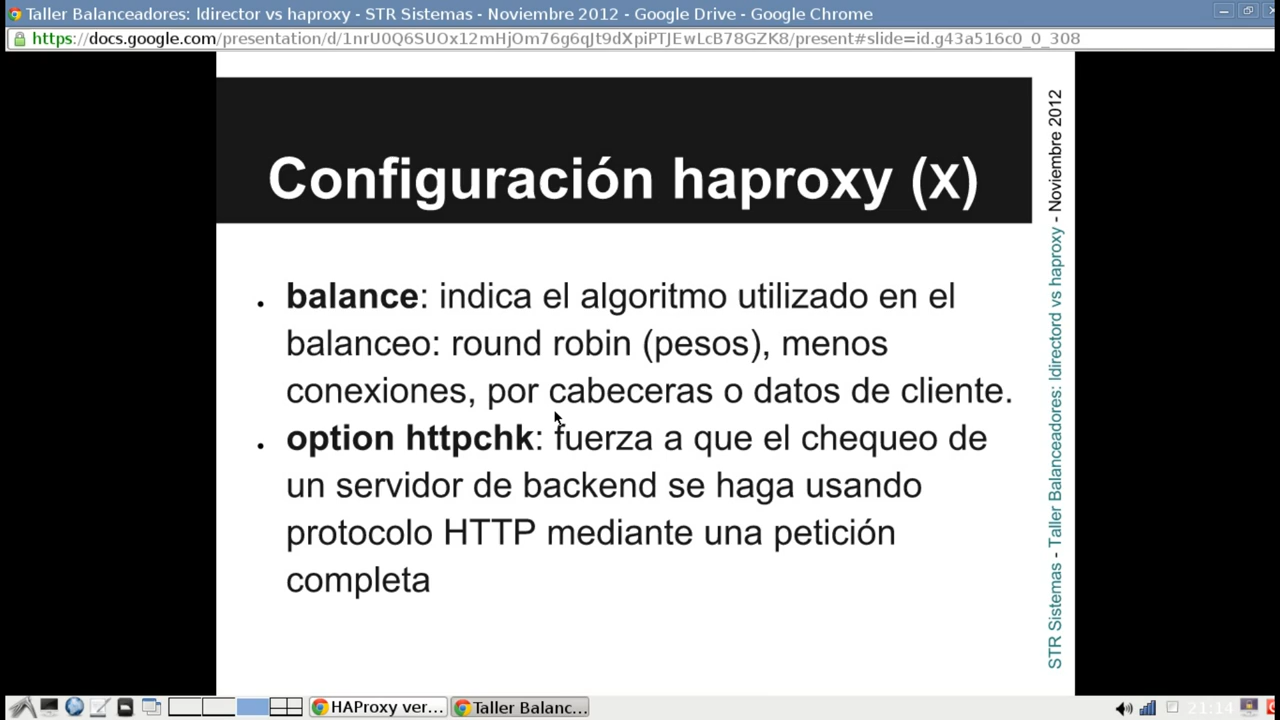 Taller Balanceadores: ldirector vs haproxy - STR Sistemas - Noviembre 2012 - Google Drive - Google Chrome
https://docs.google.com/presentation/d/1nrU0Q6SUOx12mHjOm76g6qJt9dXpiPTJEwLcB78GZK8/present#slide=id.g43a516c0_0_308
Configuración haproxy (X)
• balance: indica el algoritmo utilizado en el
balanceo: round robin (pesos), menos
conexiones, por cabeceras o datos de cliente.
• option httpchk: fuerza a que el chequeo de
un servidor de backend se haga usando
protocolo HTTP mediante una petición
completa
STR Sistemas - Taller Balanceadores: ldirectord vs haproxy - Noviembre 2012
HAProxy ver...
Taller Balanc...
21:14